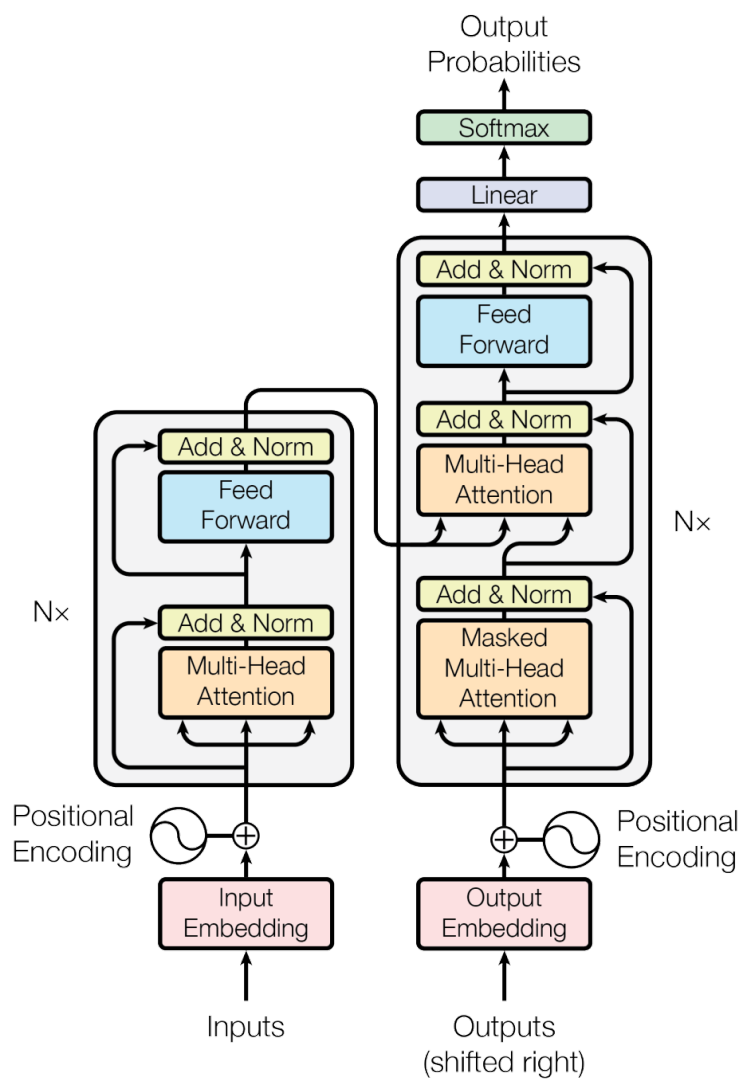 Output
Probabilities
Softmax
Linear
Add & Norm
Feed
Forward
Add & Norm
Multi-Head
Attention
Nx
Add & Norm
Masked
Multi-Head
Attention
Add & Norm
Feed
Forward
Nx
Add & Norm
Multi-Head
Attention
Positional
Encoding
Positional
Encoding
Input
Embedding
Output
Embedding
Inputs
Outputs
(shifted right)